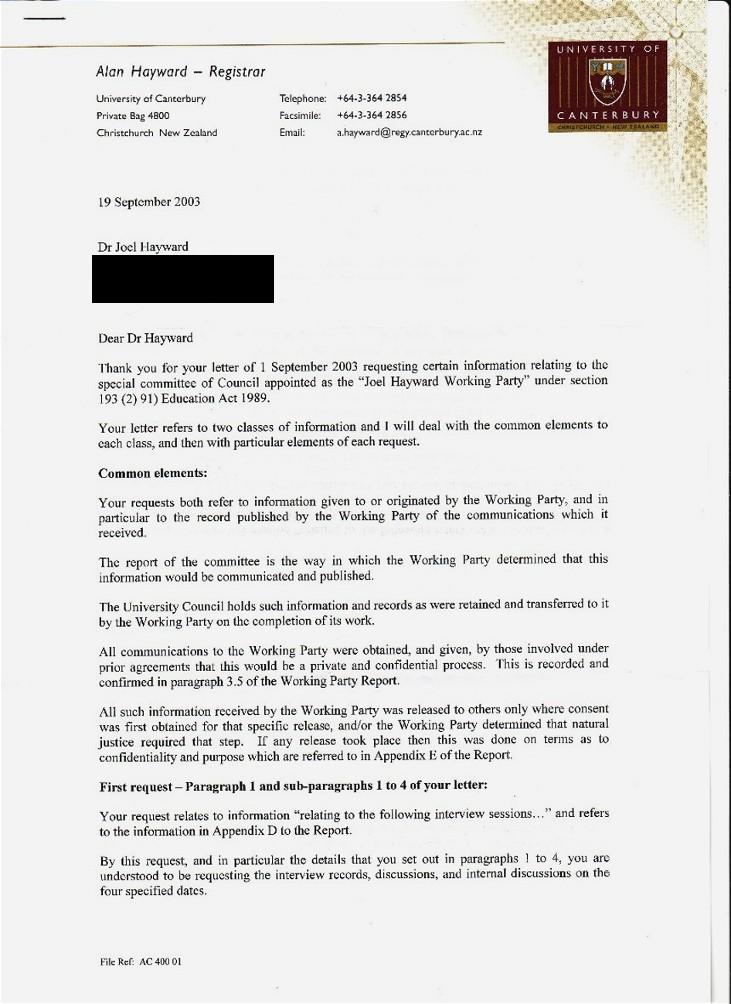 Alan Hayward – Registrar
UNIVERSITY OF
CANTERBURY
CHRISTCHURCH • NEW ZEALAND
University of Canterbury
Private Bag 4800
Christchurch New Zealand
Telephone: +64-3-364 2854
Facsimile: +64-3-364 2856
Email: a.hayward@regy.canterbury.ac.nz
19 September 2003
Dr Joel Hayward
Dear Dr Hayward
Thank you for your letter of 1 September 2003 requesting certain information relating to the
special committee of Council appointed as the “Joel Hayward Working Party” under section
193 (2) 91) Education Act 1989.
Your letter refers to two classes of information and I will deal with the common elements to
each class, and then with particular elements of each request.
Common elements:
Your requests both refer to information given to or originated by the Working Party, and in
particular to the record published by the Working Party of the communications which it
received.
The report of the committee is the way in which the Working Party determined that this
information would be communicated and published.
The University Council holds such information and records as were retained and transferred to it
by the Working Party on the completion of its work.
All communications to the Working Party were obtained, and given, by those involved under
prior agreements that this would be a private and confidential process. This is recorded and
confirmed in paragraph 3.5 of the Working Party Report.
All such information received by the Working Party was released to others only where consent
was first obtained for that specific release, and/or the Working Party determined that natural
justice required that step. If any release took place then this was done on terms as to
confidentiality and purpose which are referred to in Appendix E of the Report.
First request – Paragraph 1 and sub-paragraphs 1 to 4 of your letter:
Your request relates to information “relating to the following interview sessions...” and refers
to the information in Appendix D to the Report.
By this request, and in particular the details that you set out in paragraphs 1 to 4, you are
understood to be requesting the interview records, discussions, and internal discussions on the
four specified dates.
File Ref: AC 400 01